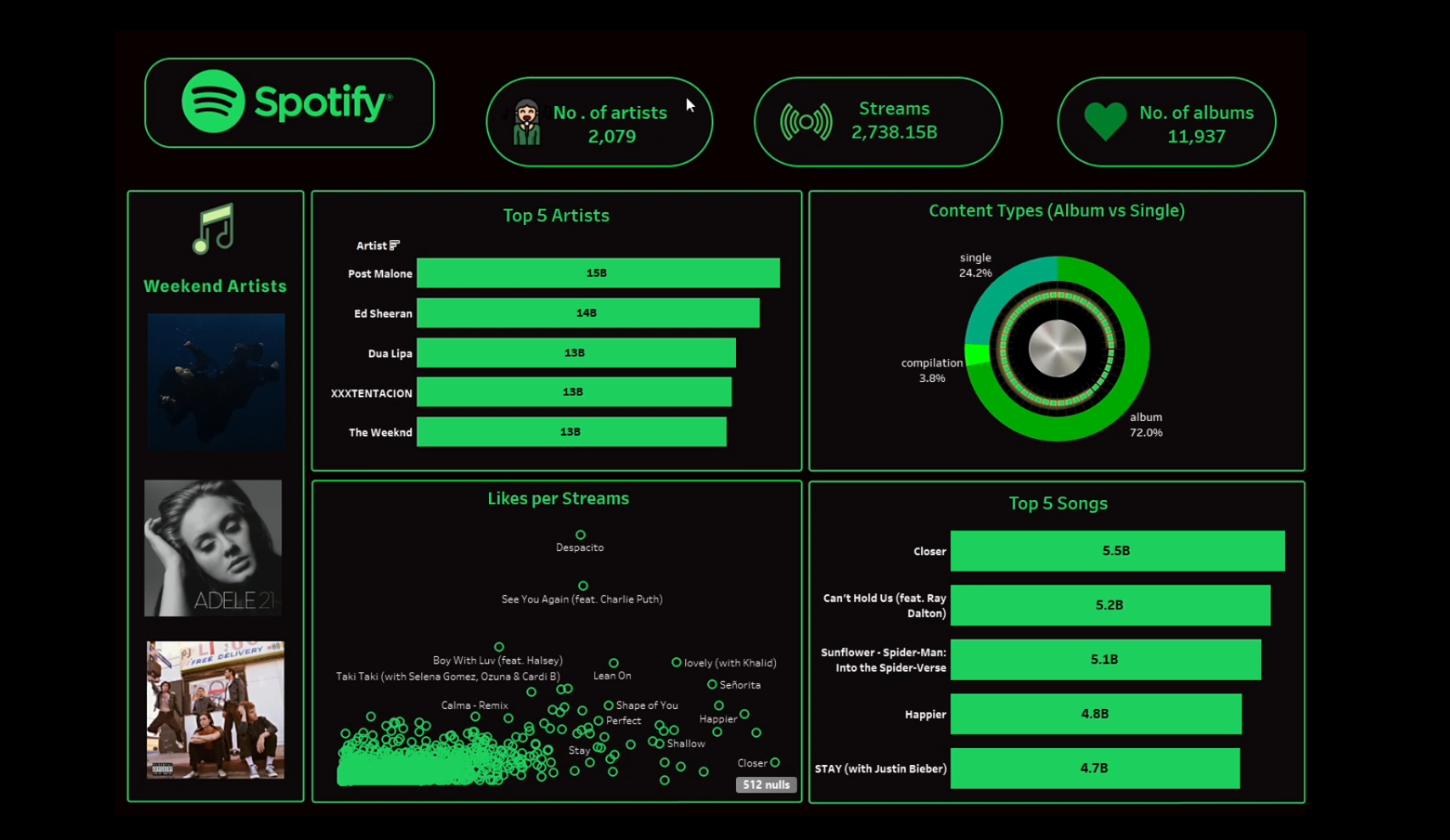 Spotify®
No . of artists
2,079
Streams
2,738.15B
No. of albums
11,937
Weekend Artists
ADELE 21
FREE DELIVERY
Top 5 Artists
Artist
Post Malone
15B
Ed Sheeran
14B
Dua Lipa
13B
XXXTENTACION
13B
The Weeknd
13B
Content Types (Album vs Single)
single
24.2%
compilation
3.8%
album
72.0%
Likes per Streams
Despacito
See You Again (feat. Charlie Puth)
Boy With Luv (feat. Halsey)
Lean On
lovely (with Khalid)
Taki Taki (with Selena Gomez, Ozuna & Cardi B)
Señorita
Calma - Remix
Shape of You
Perfect
Happier
Stay
Shallow
Closer
512 nulls
Top 5 Songs
Closer
5.5B
Can't Hold Us (feat. Ray
Dalton)
5.2B
Sunflower - Spider-Man:
Into the Spider-Verse
5.1B
Happier
4.8B
STAY (with Justin Bieber)
4.7B